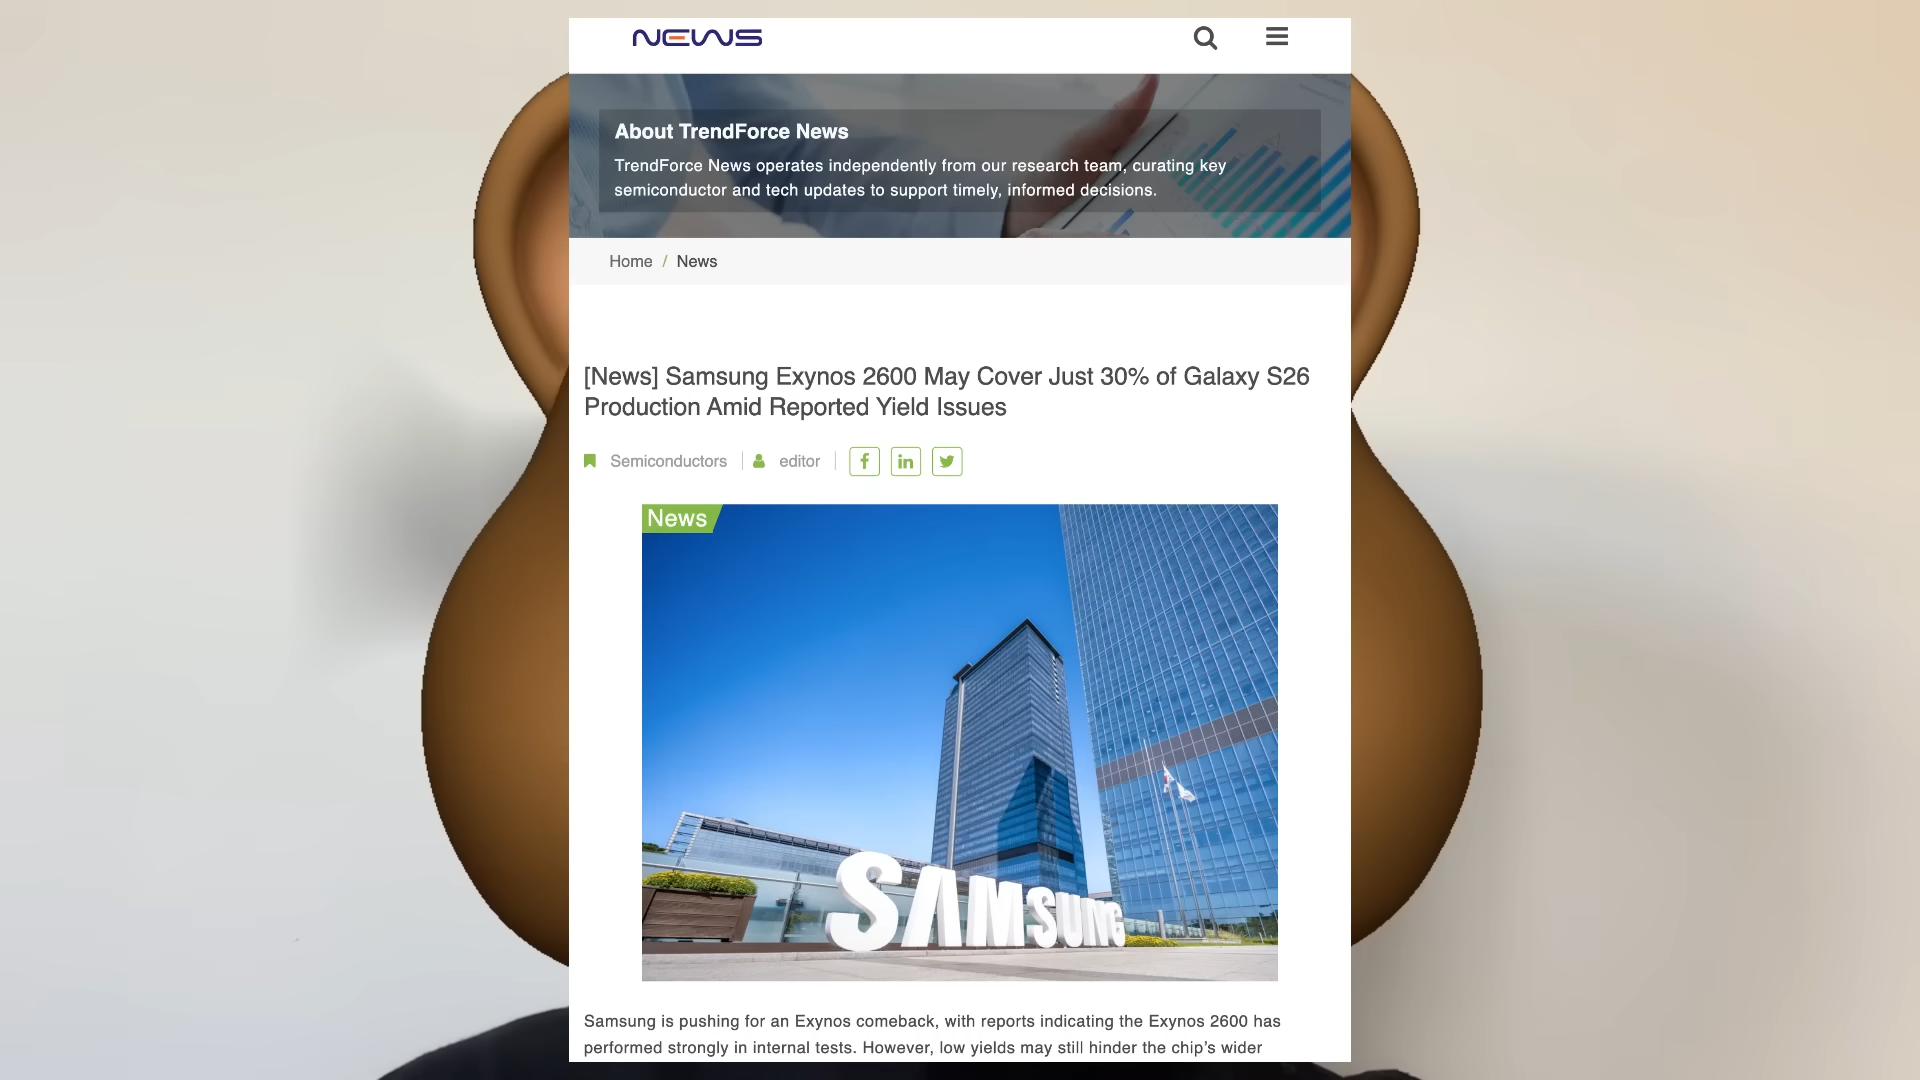 NEWS
About TrendForce News
TrendForce News operates independently from our research team, curating key
semiconductor and tech updates to support timely, informed decisions.
Home / News
[News] Samsung Exynos 2600 May Cover Just 30% of Galaxy S26
Production Amid Reported Yield Issues
Semiconductors editor
News
SAMSUNG
Samsung is pushing for an Exynos comeback, with reports indicating the Exynos 2600 has
performed strongly in internal tests. However, low yields may still hinder the chip’s wider